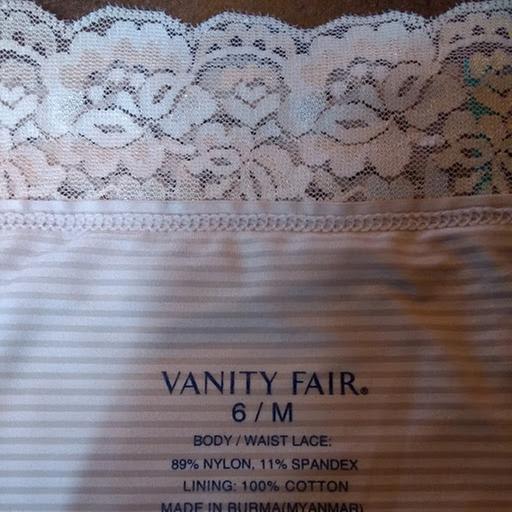 VANITY FAIR®
6 / M
BODY / WAIST LACE:
89% NYLON, 11% SPANDEX
LINING: 100% COTTON
MADE IN BURMA(MYANMAR)